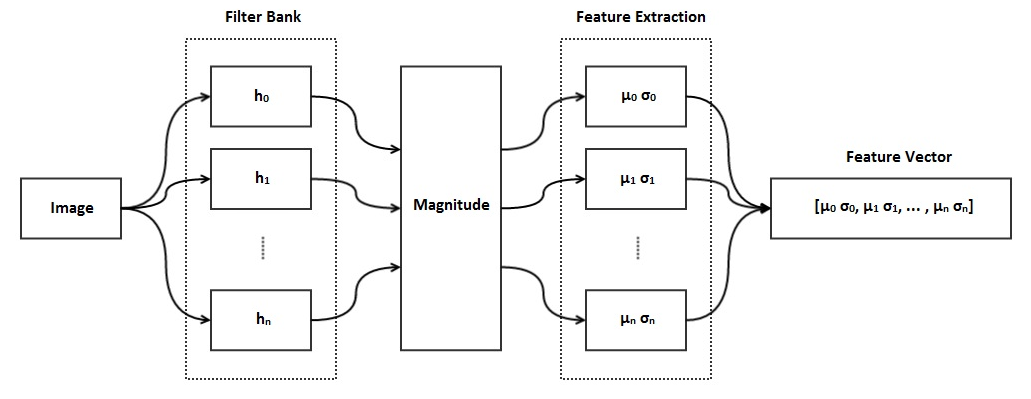 Filter Bank
Feature Extraction
h₀
μ₀ σ₀
Feature Vector
h₁
μ₁ σ₁
Image
Magnitude
[μ₀ σ₀, μ₁ σ₁, ... , μₙ σₙ]
hₙ
μₙ σₙ